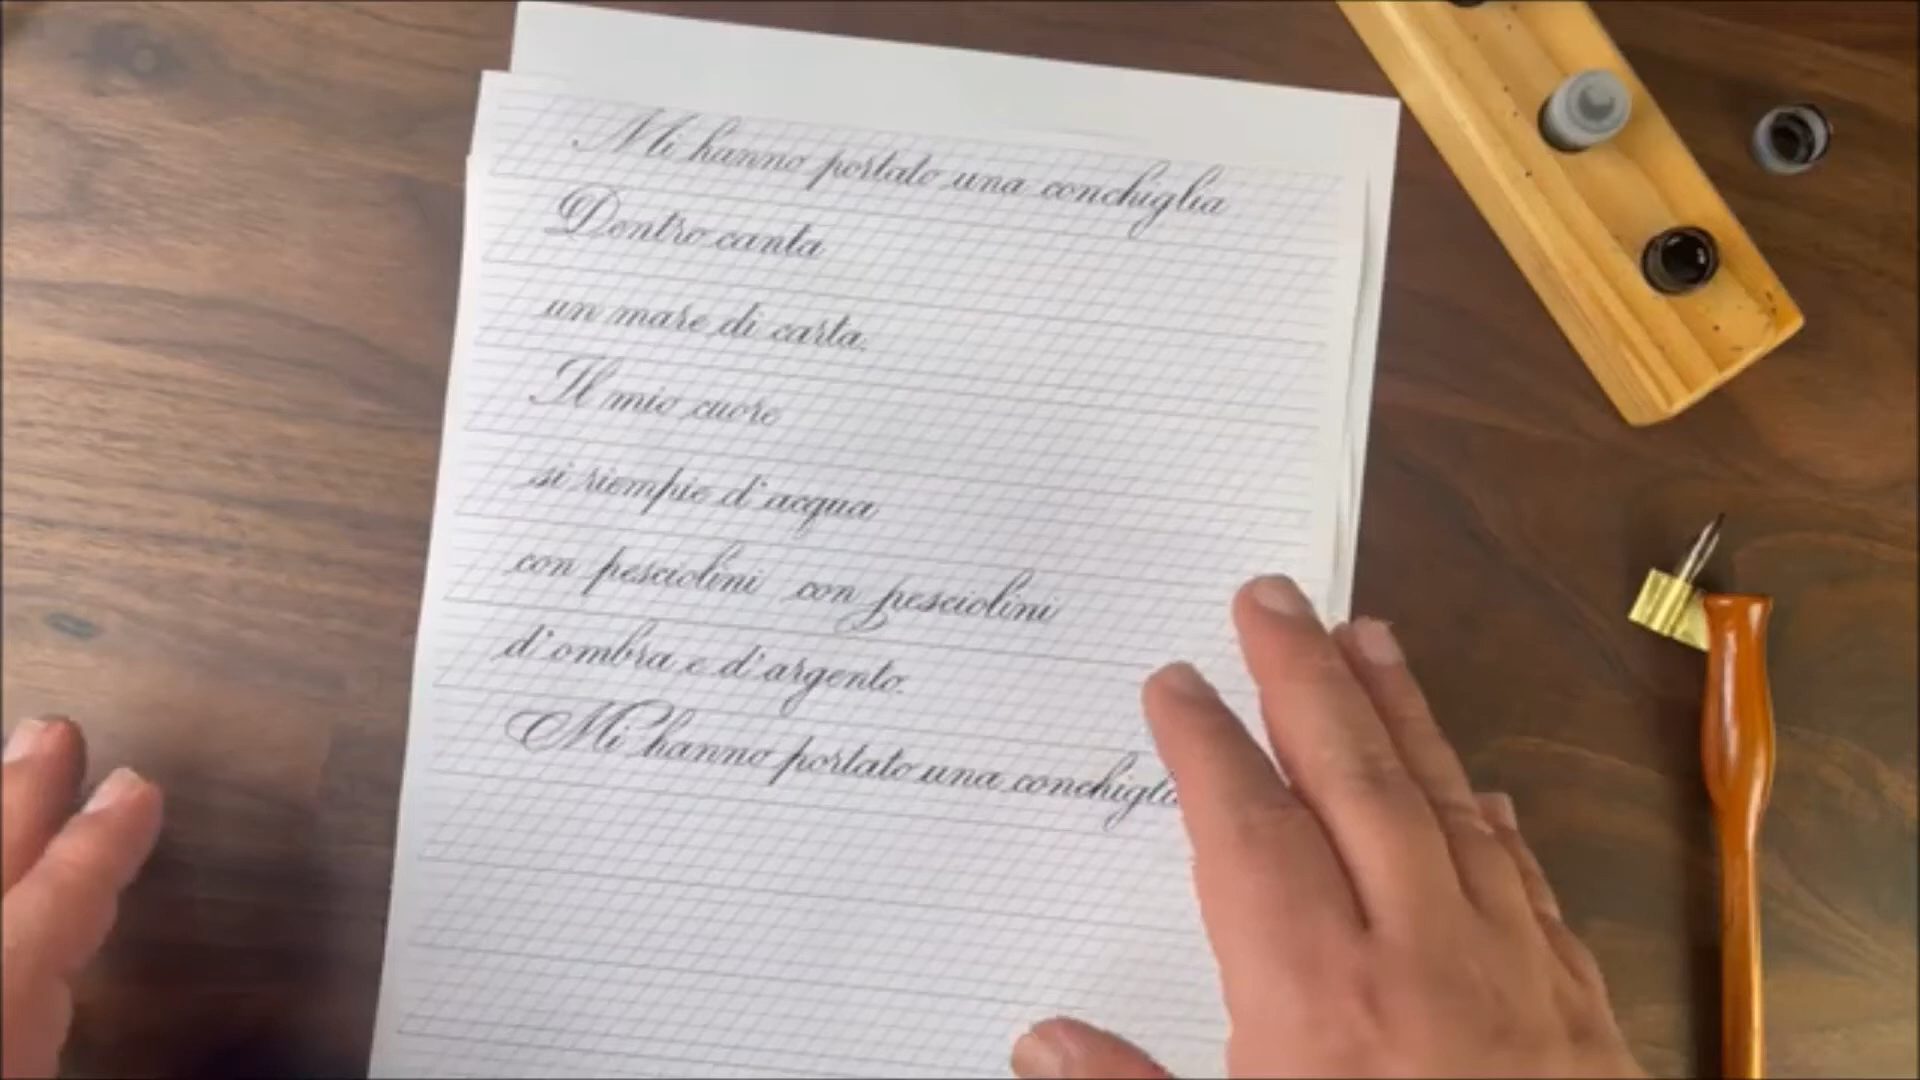 Mi hanno portato una conchiglia
Dentro canta
un mare di carta.
Il mio cuore
si riempie d'acqua
con pesciolini con pesciolini
d'ombra e d'argento.
Mi hanno portato una conchiglia